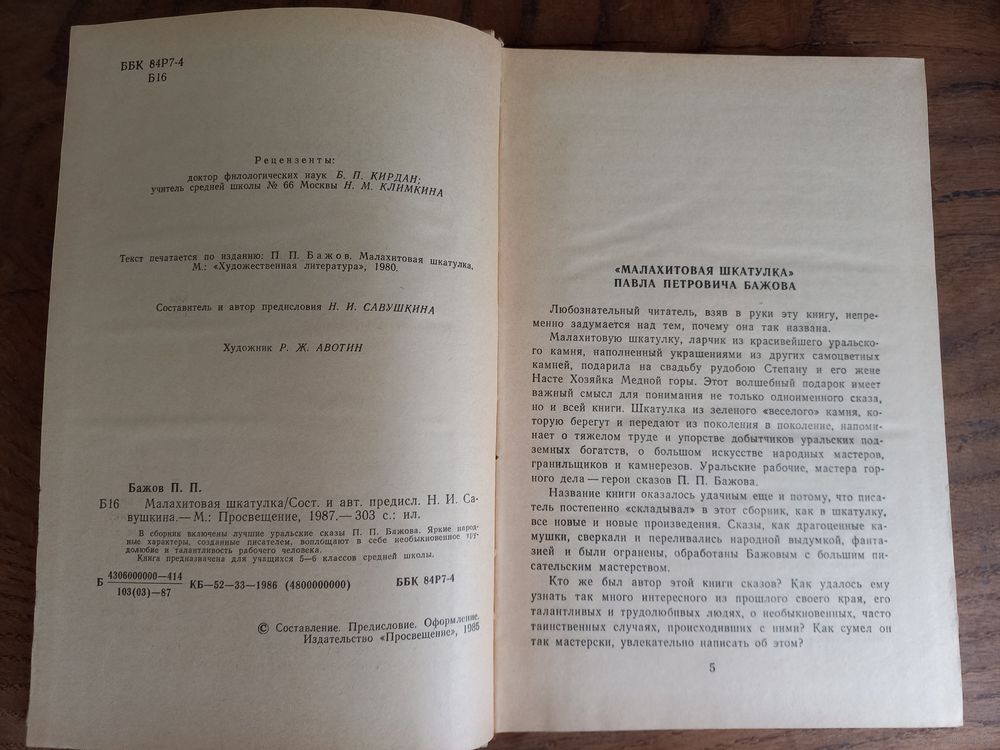 ББК 84Р7-4
Б16
Рецензенты:
доктор филологических наук Б. П. КИРДАН;
учитель средней школы № 66 Москвы Н. М. КЛИМКИНА
Текст печатается по изданию: П. П. Бажов. Малахитовая шкатулка.
М.: «Художественная литература», 1980.
Составитель и автор предисловия Н. И. САВУШКИНА
Художник Р. Ж. АВОТИН
Бажов П. П.
Б16 Малахитовая шкатулка/Сост. и авт. предисл. Н. И. Са-
вушкина.— М.: Просвещение, 1987.— 303 с.: ил.
В сборник включены лучшие уральские сказы П. П. Бажова. Яркие народ-
ные характеры, созданные писателем, воплощают в себе необыкновенное тру-
долюбие и талантливость рабочего человека.
Книга предназначена для учащихся 5—6 классов средней школы.
Б 4306000000—414
103(03)—87 КБ—52—33—1986 (4800000000) ББК 84Р7-4
© Составление. Предисловие. Оформление.
Издательство «Просвещение», 1985
«МАЛАХИТОВАЯ ШКАТУЛКА»
ПАВЛА ПЕТРОВИЧА БАЖОВА
Любознательный читатель, взяв в руки эту книгу, непре-
менно задумается над тем, почему она так названа.
Малахитовую шкатулку, ларчик из красивейшего уральско-
го камня, наполненный украшениями из других самоцветных
камней, подарила на свадьбу рудобою Степану и его жене
Насте Хозяйка Медной горы. Этот волшебный подарок имеет
важный смысл для понимания не только одноименного сказа,
но и всей книги. Шкатулка из зеленого «веселого» камня, ко-
торую берегут и передают из поколения в поколение, напоми-
нает о тяжелом труде и упорстве добытчиков уральских под-
земных богатств, о большом искусстве народных мастеров,
гранильщиков и камнерезов. Уральские рабочие, мастера гор-
ного дела — герои сказов П. П. Бажова.
Название книги оказалось удачным еще и потому, что писа-
тель постепенно «складывал» в этот сборник, как в шкатулку,
все новые и новые произведения. Сказы, как драгоценные ка-
мушки, сверкали и переливались народной выдумкой, фанта-
зией и были огранены, обработаны Бажовым с большим пи-
сательским мастерством.
Кто же был автор этой книги сказов? Как удалось ему
узнать так много интересного из прошлого своего края, его
талантливых и трудолюбивых людях, о необыкновенных, часто
таинственных случаях, происходивших с ними? Как сумел он
так мастерски, увлекательно написать об этом?
5